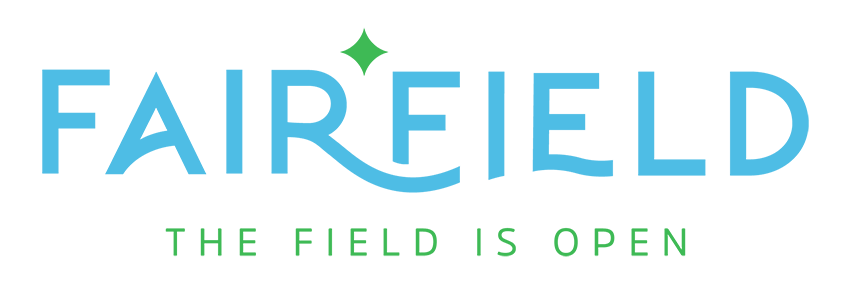 FAIRFIELD
THE FIELD IS OPEN